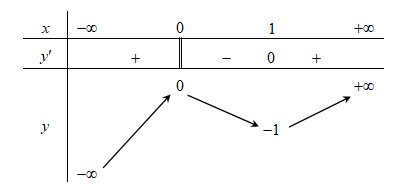 x −∞ 0 1 +∞
y′ + − 0 +
0 +∞
y −1
−∞